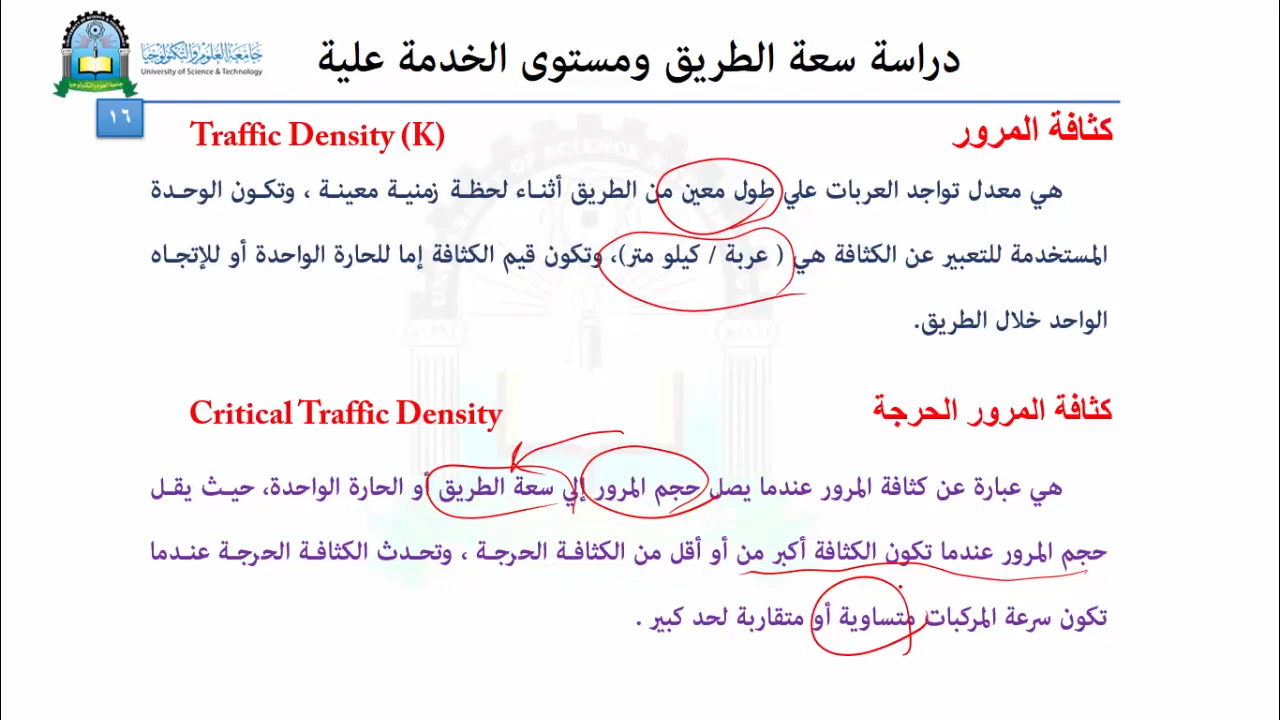 جامعة العلوم والتكنولوجيا
University of Science & Technology
دراسة سعة الطريق ومستوى الخدمة علية
١٦
كثافة المرور
Traffic Density (K)
هي معدل تواجد العربات علي طول معين من الطريق أثناء لحظة زمنية معينة ، وتكون الوحدة
المستخدمة للتعبير عن الكثافة هي ( عربة / كيلو متر)، وتكون قيم الكثافة إما للحارة الواحدة أو للإتجاه
الواحد خلال الطريق.
كثافة المرور الحرجة
Critical Traffic Density
هي عبارة عن كثافة المرور عندما يصل حجم المرور إلي سعة الطريق أو الحارة الواحدة، حيث يقل
حجم المرور عندما تكون الكثافة أكبر من أو أقل من الكثافة الحرجة ، وتحدث الكثافة الحرجة عندما
تكون سرعة المركبات متساوية أو متقاربة لحد كبير .